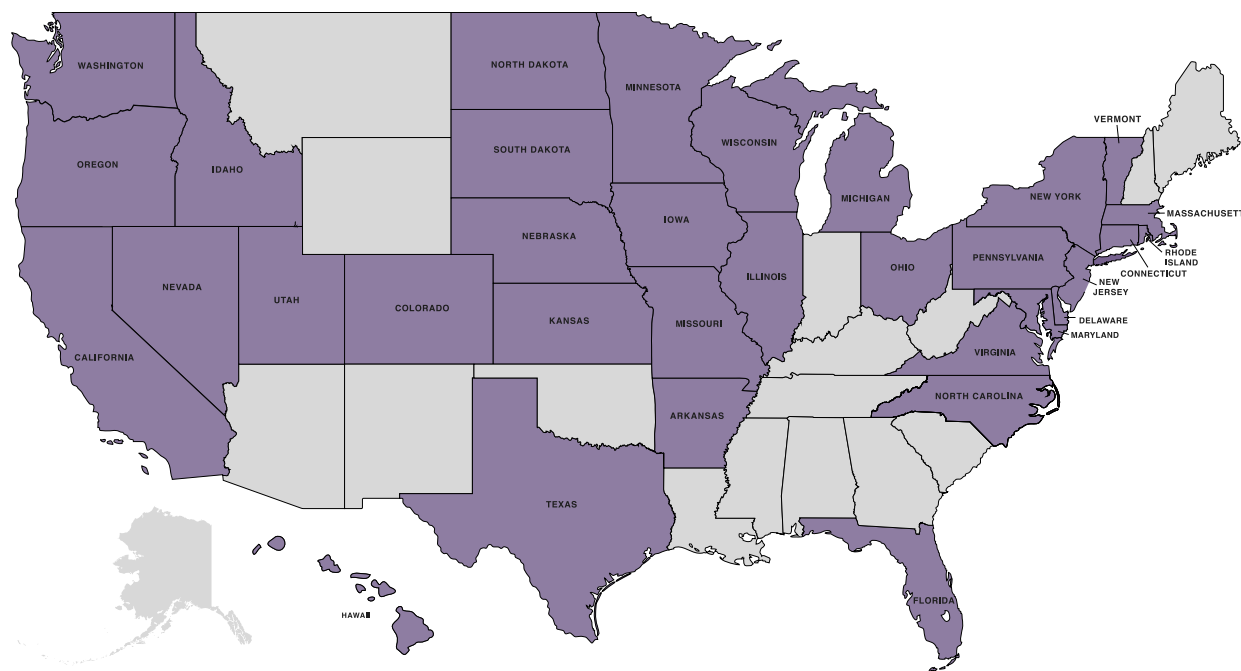 WASHINGTON
NORTH DAKOTA
MINNESOTA
VERMONT
OREGON
IDAHO
SOUTH DAKOTA
WISCONSIN
MICHIGAN
NEW YORK
MASSACHUSETT
IOWA
NEBRASKA
RHODE
ISLAND
CONNECTICUT
PENNSYLVANIA
OHIO
ILLINOIS
NEW
JERSEY
NEVADA
UTAH
COLORADO
KANSAS
MISSOURI
DELAWARE
MARYLAND
VIRGINIA
CALIFORNIA
NORTH CAROLINA
ARKANSAS
TEXAS
FLORIDA
HAWAII